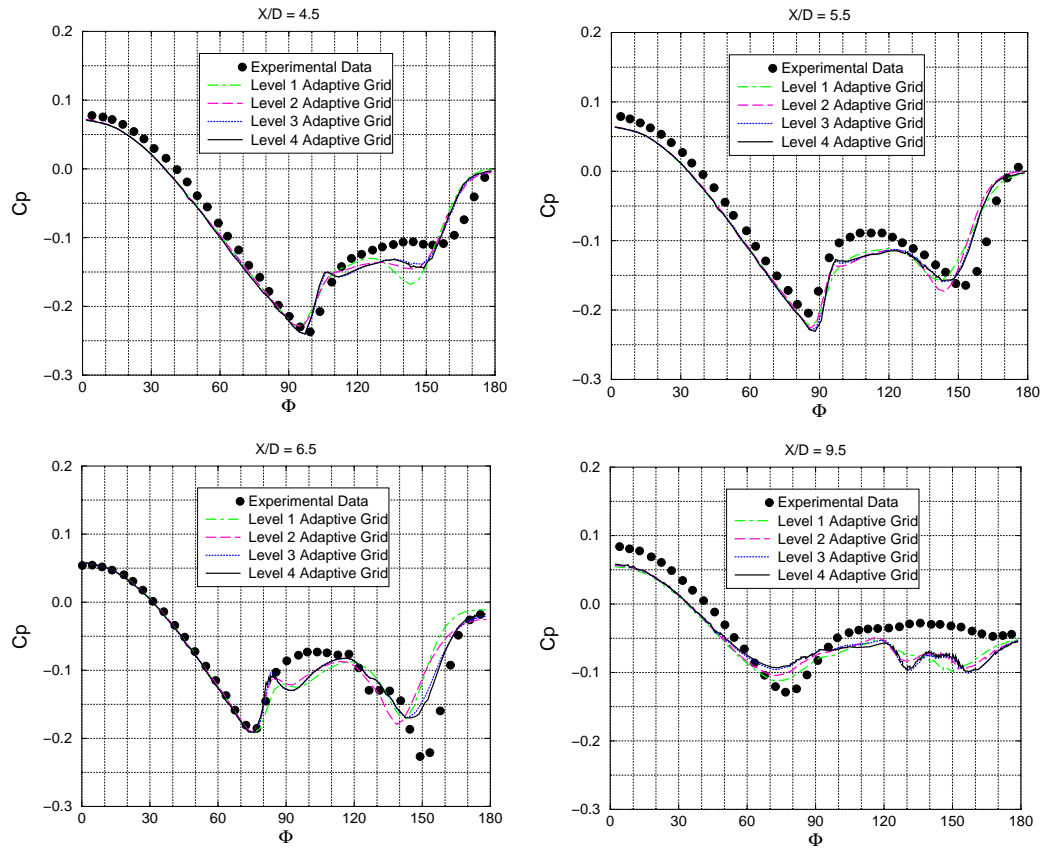 X/D = 4.5
0.2
0.1
0.0
−0.1
−0.2
−0.3
Cp
Experimental Data
Level 1 Adaptive Grid
Level 2 Adaptive Grid
Level 3 Adaptive Grid
Level 4 Adaptive Grid
0 30 60 90 120 150 180
Φ
X/D = 5.5
0.2
0.1
0.0
−0.1
−0.2
−0.3
Cp
Experimental Data
Level 1 Adaptive Grid
Level 2 Adaptive Grid
Level 3 Adaptive Grid
Level 4 Adaptive Grid
0 30 60 90 120 150 180
Φ
X/D = 6.5
0.2
0.1
0.0
−0.1
−0.2
−0.3
Cp
Experimental Data
Level 1 Adaptive Grid
Level 2 Adaptive Grid
Level 3 Adaptive Grid
Level 4 Adaptive Grid
0 30 60 90 120 150 180
Φ
X/D = 9.5
0.2
0.1
0.0
−0.1
−0.2
−0.3
Cp
Experimental Data
Level 1 Adaptive Grid
Level 2 Adaptive Grid
Level 3 Adaptive Grid
Level 4 Adaptive Grid
0 30 60 90 120 150 180
Φ